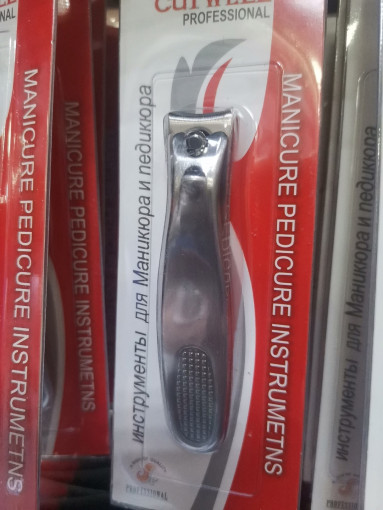 CUTWELL
PROFESSIONAL
MANICURE PEDICURE INSTRUMETNS
инструменты для Маникюра и педикюра
PROFESSIONAL
MANICURE PEDICURE INSTRUMETNS
MANICURE PEDICURE INSTRUMETNS
инструменты для Маникюра и педикюра